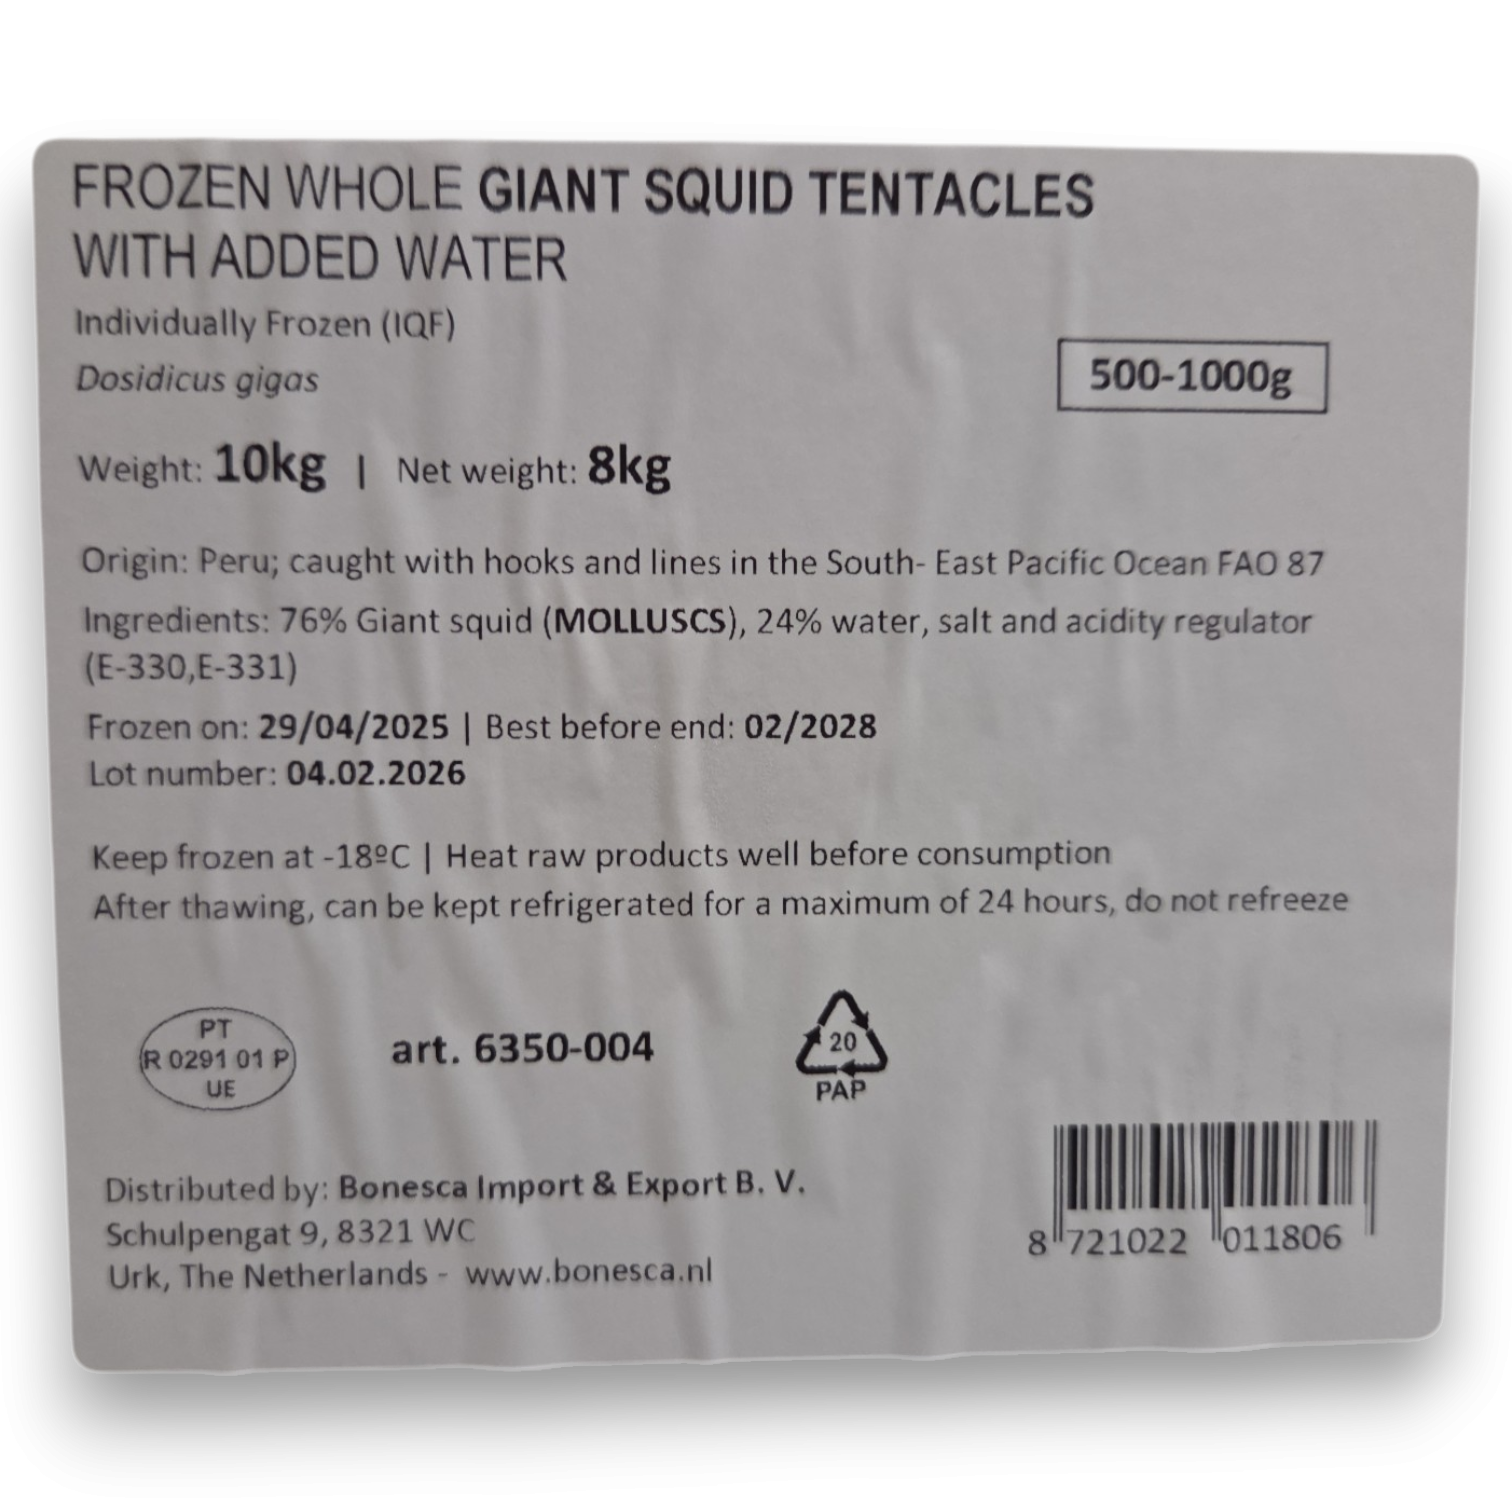 FROZEN WHOLE GIANT SQUID TENTACLES
WITH ADDED WATER
Individually Frozen (IQF)
Dosidicus gigas
500-1000g
Weight: 10kg | Net weight: 8kg
Origin: Peru; caught with hooks and lines in the South- East Pacific Ocean FAO 87
Ingredients: 76% Giant squid (MOLLUSCS), 24% water, salt and acidity regulator
(E-330,E-331)
Frozen on: 29/04/2025 | Best before end: 02/2028
Lot number: 04.02.2026
Keep frozen at -18ºC | Heat raw products well before consumption
After thawing, can be kept refrigerated for a maximum of 24 hours, do not refreeze
PT
R 0291 01 P
UE
art. 6350-004
20
PAP
Distributed by: Bonesca Import & Export B. V.
Schulpengat 9, 8321 WC
Urk, The Netherlands - www.bonesca.nl
8 721022 011806